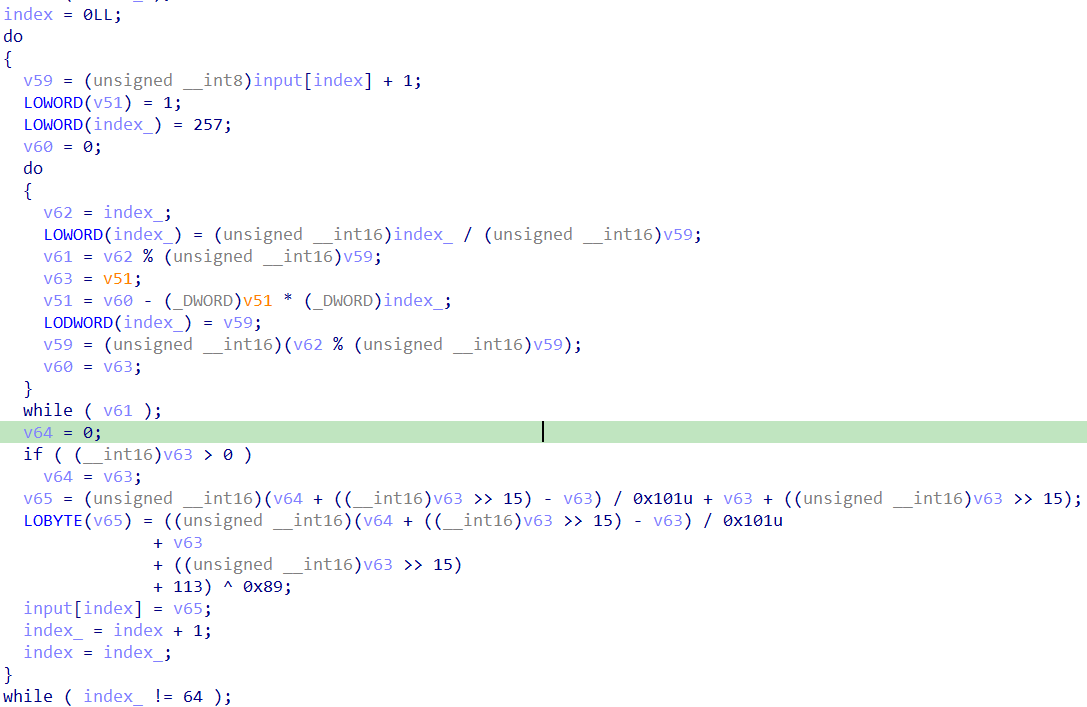 index = 0LL;
do
{
  v59 = (unsigned __int8)input[index] + 1;
  LOWORD(v51) = 1;
  LOWORD(index_) = 257;
  v60 = 0;
  do
  {
    v62 = index_;
    LOWORD(index_) = (unsigned __int16)index_ / (unsigned __int16)v59;
    v61 = v62 % (unsigned __int16)v59;
    v63 = v51;
    v51 = v60 - (_DWORD)v51 * (_DWORD)index_;
    LODWORD(index_) = v59;
    v59 = (unsigned __int16)(v62 % (unsigned __int16)v59);
    v60 = v63;
  }
  while ( v61 );
  v64 = 0;
  if ( (__int16)v63 > 0 )
    v64 = v63;
  v65 = (unsigned __int16)(v64 + ((__int16)v63 >> 15) - v63) / 0x101u + v63 + ((unsigned __int16)v63 >> 15);
  LOBYTE(v65) = ((unsigned __int16)(v64 + ((__int16)v63 >> 15) - v63) / 0x101u
               + v63
               + ((unsigned __int16)v63 >> 15)
               + 113) ^ 0x89;
  input[index] = v65;
  index_ = index + 1;
  index = index_;
}
while ( index_ != 64 );